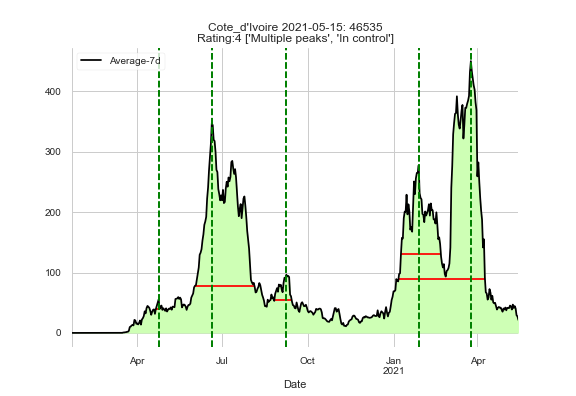 Cote_d'Ivoire 2021-05-15: 46535
Rating:4 ['Multiple peaks', 'In control']
Average-7d
400
300
200
100
0
Apr
Jul
Oct
Jan
2021
Apr
Date